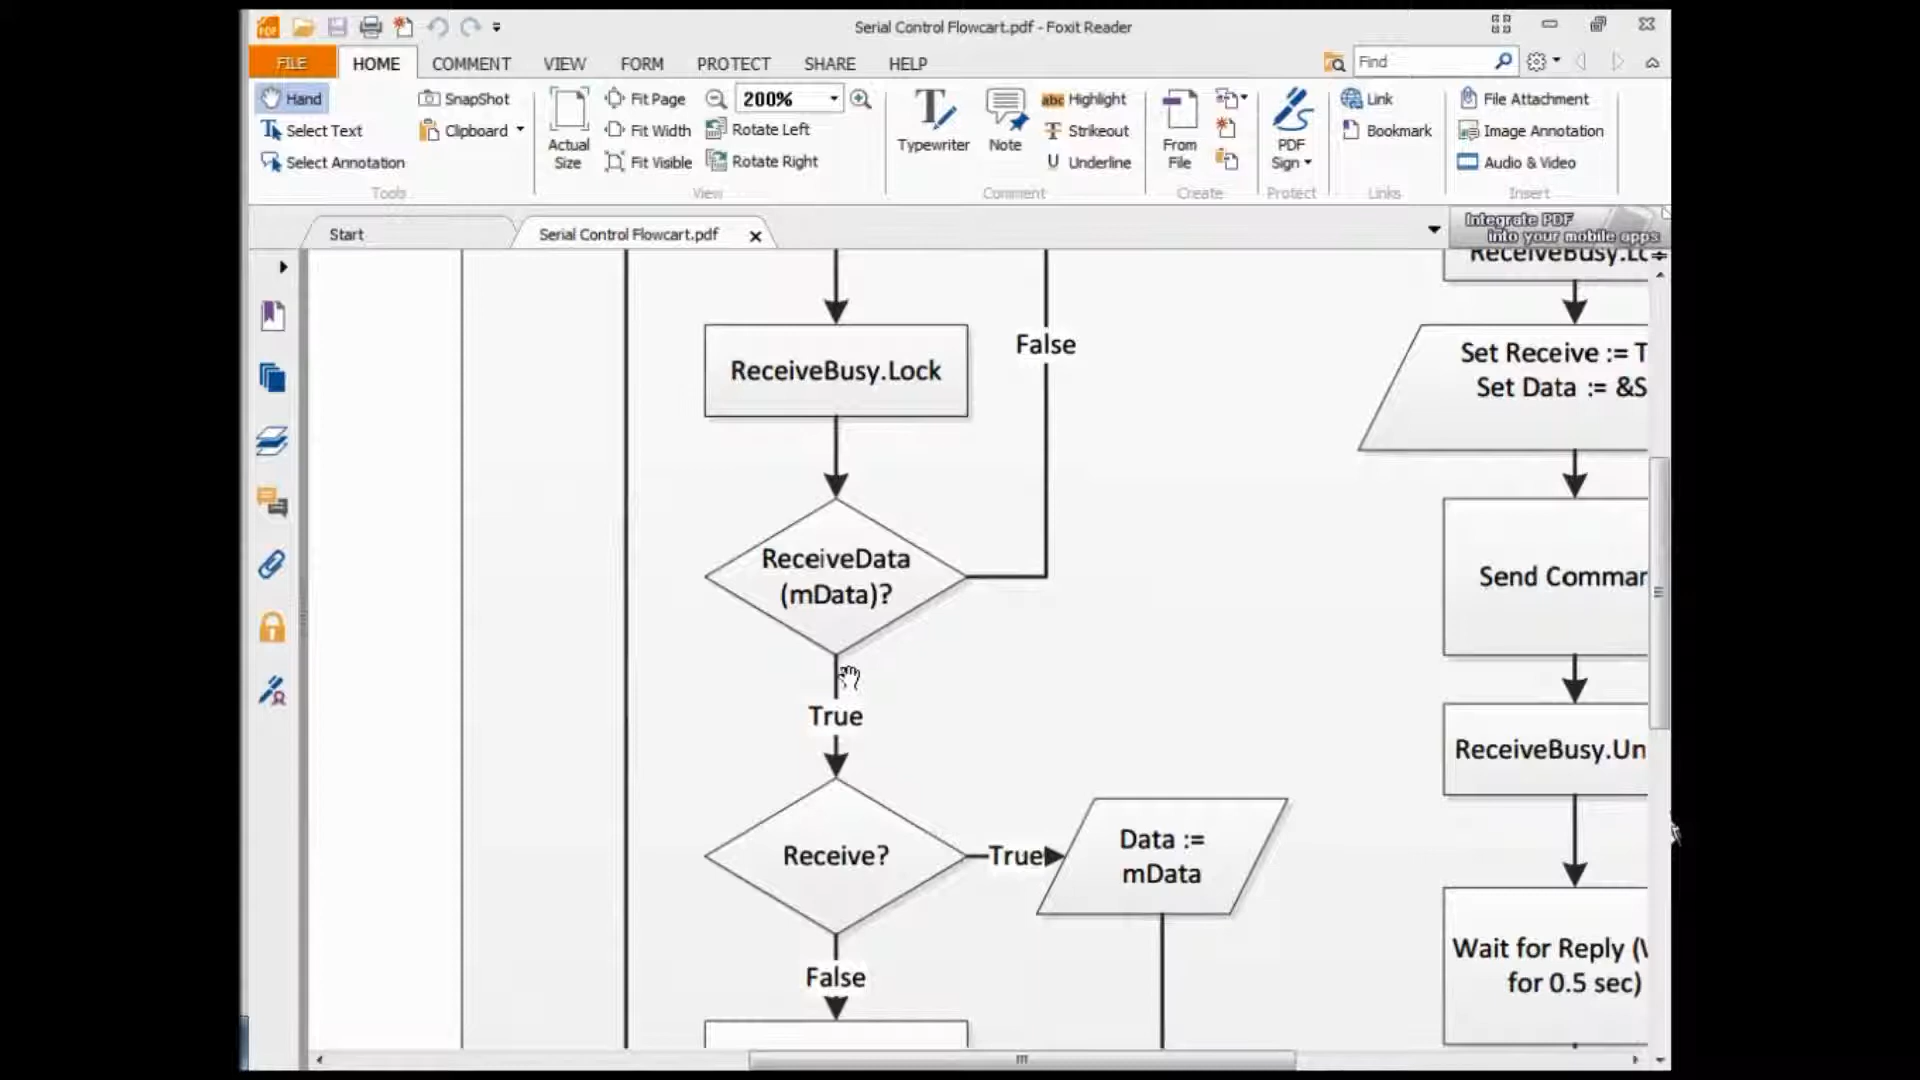 Serial Control Flowcart.pdf - Foxit Reader
FILE
HOME
COMMENT
VIEW
FORM
PROTECT
SHARE
HELP
Find
Hand
Select Text
Select Annotation
Tools
SnapShot
Clipboard
Actual
Size
Fit Page
Fit Width
Fit Visible
200%
Rotate Left
Rotate Right
View
Typewriter
Note
abc Highlight
Strikeout
Underline
Comment
From
File
Create
PDF
Sign
Protect
Link
Bookmark
Links
File Attachment
Image Annotation
Audio & Video
Insert
Start
Serial Control Flowcart.pdf
Integrate PDF
into your mobile apps
ReceiveBusy.Lock
False
ReceiveData
(mData)?
True
Receive?
True
Data :=
mData
False
ReceiveBusy.Lo
Set Receive := T
Set Data := &S
Send Comman
ReceiveBusy.Un
Wait for Reply (W
for 0.5 sec)